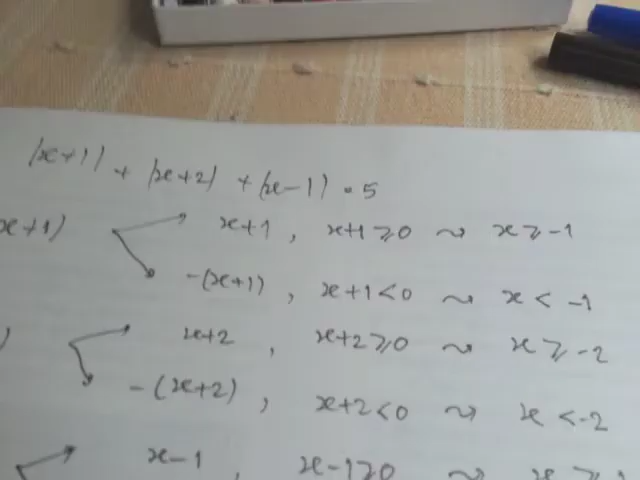 |x+1| + |x+2| + |x-1| = 5
x+1) x+1, x+1⩾0 ⤳ x⩾-1
-(x+1), x+1<0 ⤳ x < -1
) x+2, x+2⩾0 ⤳ x⩾-2
-(x+2), x+2<0 ⤳ x<-2
x-1, x-1⩾0 ⤳ x⩾